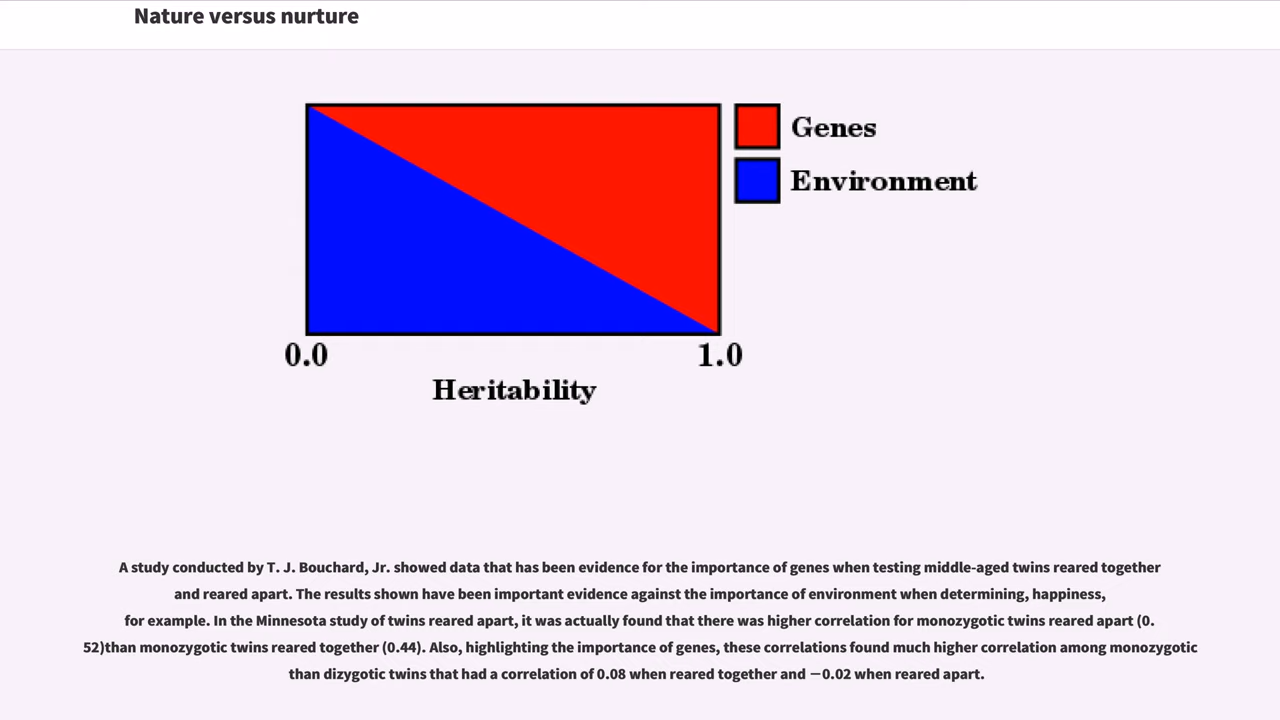 Nature versus nurture
Genes
Environment
0.0
1.0
Heritability
A study conducted by T. J. Bouchard, Jr. showed data that has been evidence for the importance of genes when testing middle-aged twins reared together
and reared apart. The results shown have been important evidence against the importance of environment when determining, happiness,
for example. In the Minnesota study of twins reared apart, it was actually found that there was higher correlation for monozygotic twins reared apart (0.
52)than monozygotic twins reared together (0.44). Also, highlighting the importance of genes, these correlations found much higher correlation among monozygotic
than dizygotic twins that had a correlation of 0.08 when reared together and −0.02 when reared apart.